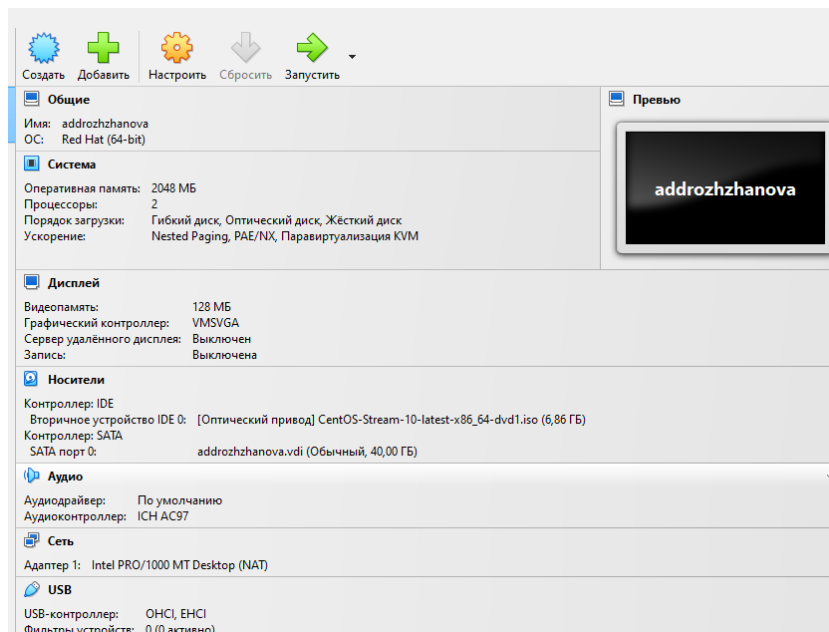 Создать Добавить Настроить Сбросить Запустить
Общие
Имя: addrozhzhanova
ОС: Red Hat (64-bit)
Превью
addrozhzhanova
Система
Оперативная память: 2048 МБ
Процессоры: 2
Порядок загрузки: Гибкий диск, Оптический диск, Жёсткий диск
Ускорение: Nested Paging, PAE/NX, Паравиртуализация KVM
Дисплей
Видеопамять: 128 МБ
Графический контроллер: VMSVGA
Сервер удалённого дисплея: Выключен
Запись: Выключена
Носители
Контроллер: IDE
Вторичное устройство IDE 0: [Оптический привод] CentOS-Stream-10-latest-x86_64-dvd1.iso (6,86 ГБ)
Контроллер: SATA
SATA порт 0: addrozhzhanova.vdi (Обычный, 40,00 ГБ)
Аудио
Аудиодрайвер: По умолчанию
Аудиоконтроллер: ICH AC97
Сеть
Адаптер 1: Intel PRO/1000 MT Desktop (NAT)
USB
USB-контроллер: OHCI, EHCI
Фильтры устройств: 0 (0 активно)